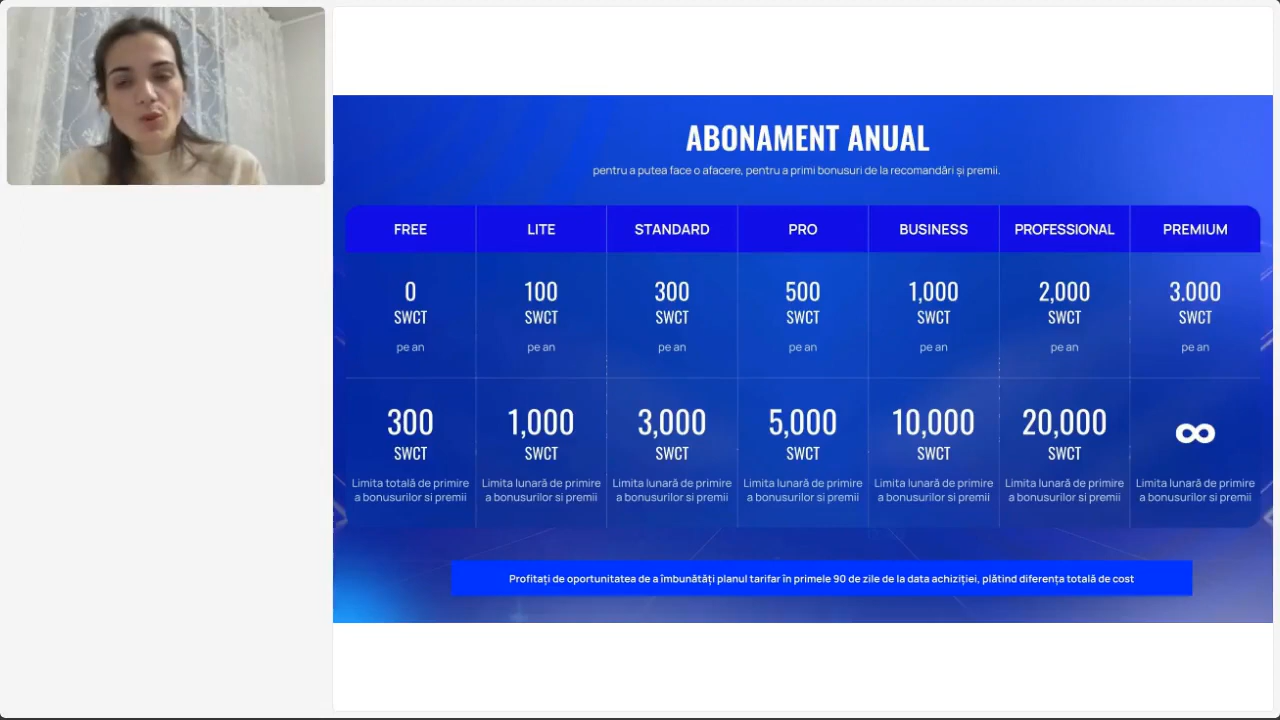 ABONAMENT ANUAL
pentru a putea face o afacere, pentru a primi bonusuri de la recomandări și premii.
FREE
LITE
STANDARD
PRO
BUSINESS
PROFESSIONAL
PREMIUM
0
SWCT
pe an
100
SWCT
pe an
300
SWCT
pe an
500
SWCT
pe an
1,000
SWCT
pe an
2,000
SWCT
pe an
3.000
SWCT
pe an
300
SWCT
Limita totală de primire
a bonusurilor si premii
1,000
SWCT
Limita lunară de primire
a bonusurilor si premii
3,000
SWCT
Limita lunară de primire
a bonusurilor si premii
5,000
SWCT
Limita lunară de primire
a bonusurilor si premii
10,000
SWCT
Limita lunară de primire
a bonusurilor si premii
20,000
SWCT
Limita lunară de primire
a bonusurilor si premii
∞
Limita lunară de primire
a bonusurilor si premii
Profitați de oportunitatea de a îmbunătăți planul tarifar în primele 90 de zile de la data achiziției, plătind diferența totală de cost